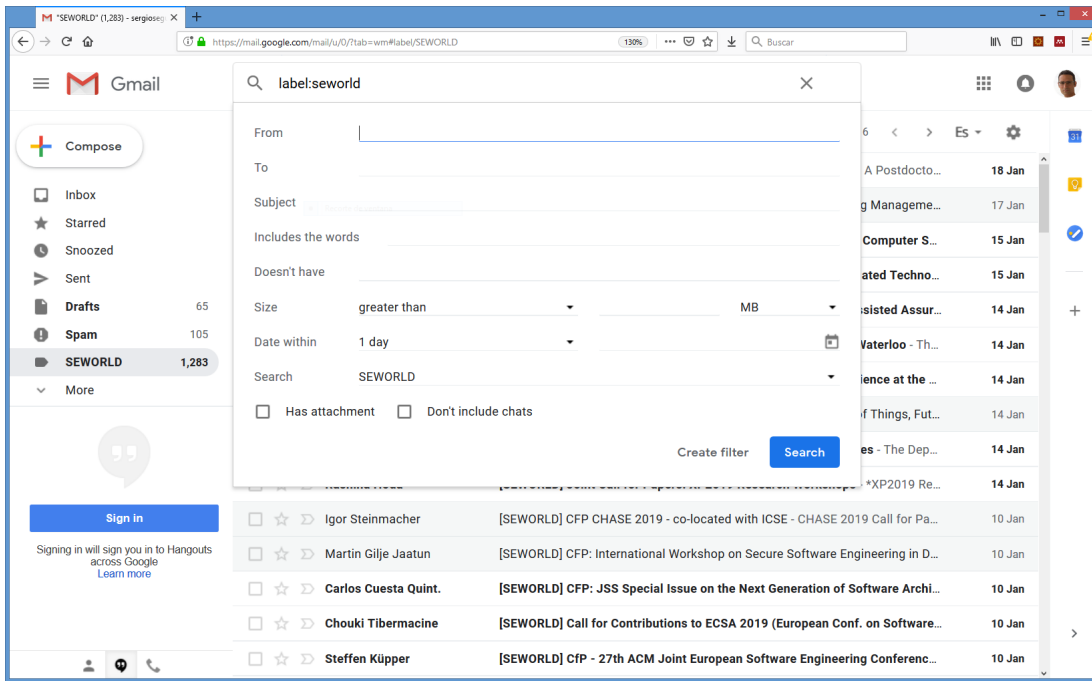 "SEWORLD" (1,283) - sergioseg
https://mail.google.com/mail/u/0/?tab=wm#label/SEWORLD
130%
Buscar
Gmail
label:seworld
Compose
6
Es
From
To
A Postdocto...
18 Jan
Inbox
Subject
g Manageme...
17 Jan
Starred
Includes the words
Computer S...
15 Jan
Snoozed
Sent
Doesn't have
ated Techno...
15 Jan
Drafts
65
Size
greater than
MB
ssisted Assur...
14 Jan
Spam
105
Date within
1 day
Waterloo - Th...
14 Jan
SEWORLD
1,283
Search
SEWORLD
ience at the ...
14 Jan
More
Has attachment
Don't include chats
of Things, Fut...
14 Jan
Create filter
Search
es - The Dep...
14 Jan
*XP2019 Re...
14 Jan
Sign in
Signing in will sign you in to Hangouts
across Google
Learn more
Igor Steinmacher
[SEWORLD] CFP CHASE 2019 - co-located with ICSE - CHASE 2019 Call for Pa...
10 Jan
Martin Gilje Jaatun
[SEWORLD] CFP: International Workshop on Secure Software Engineering in D...
10 Jan
Carlos Cuesta Quint.
[SEWORLD] CFP: JSS Special Issue on the Next Generation of Software Archi...
10 Jan
Chouki Tibermacine
[SEWORLD] Call for Contributions to ECSA 2019 (European Conf. on Software...
10 Jan
Steffen Küpper
[SEWORLD] CfP - 27th ACM Joint European Software Engineering Conferenc...
10 Jan
31